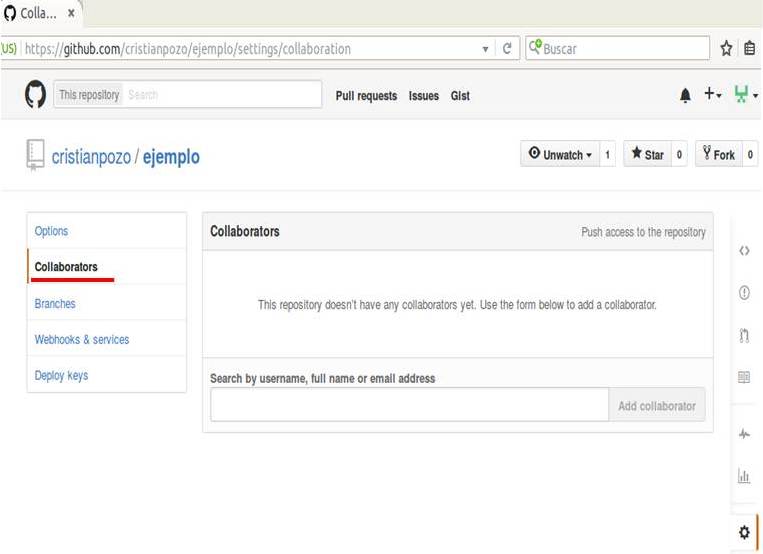 Colla... ×
US) https://github.com/cristianpozo/ejemplo/settings/collaboration Buscar
This repository Search Pull requests Issues Gist
cristianpozo / ejemplo Unwatch 1 Star 0 Fork 0
Options
Collaborators
Branches
Webhooks & services
Deploy keys
Collaborators Push access to the repository
This repository doesn't have any collaborators yet. Use the form below to add a collaborator.
Search by username, full name or email address
Add collaborator